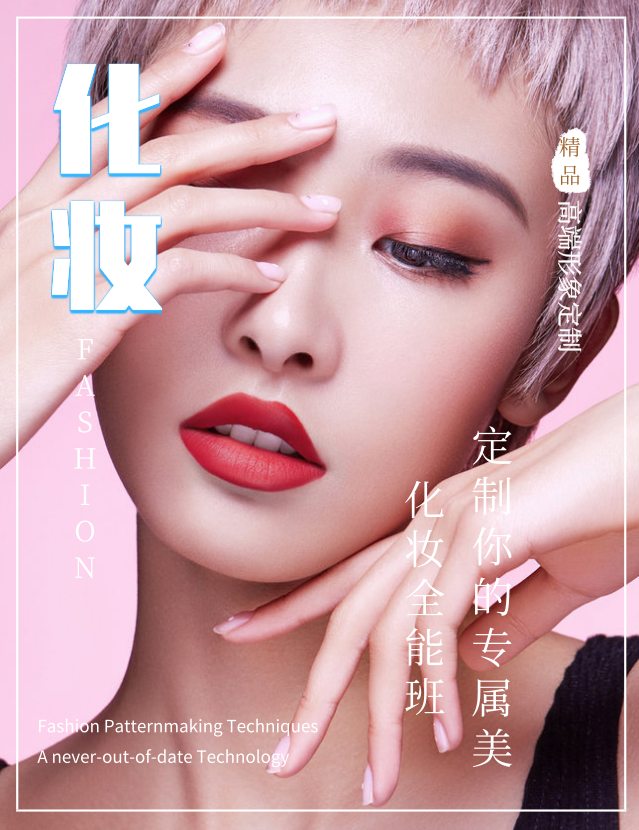 化妆
FASHION
精品
高端形象定制
定制你的专属美
化妆全能班
Fashion Patternmaking Techniques
A never-out-of-date Technology